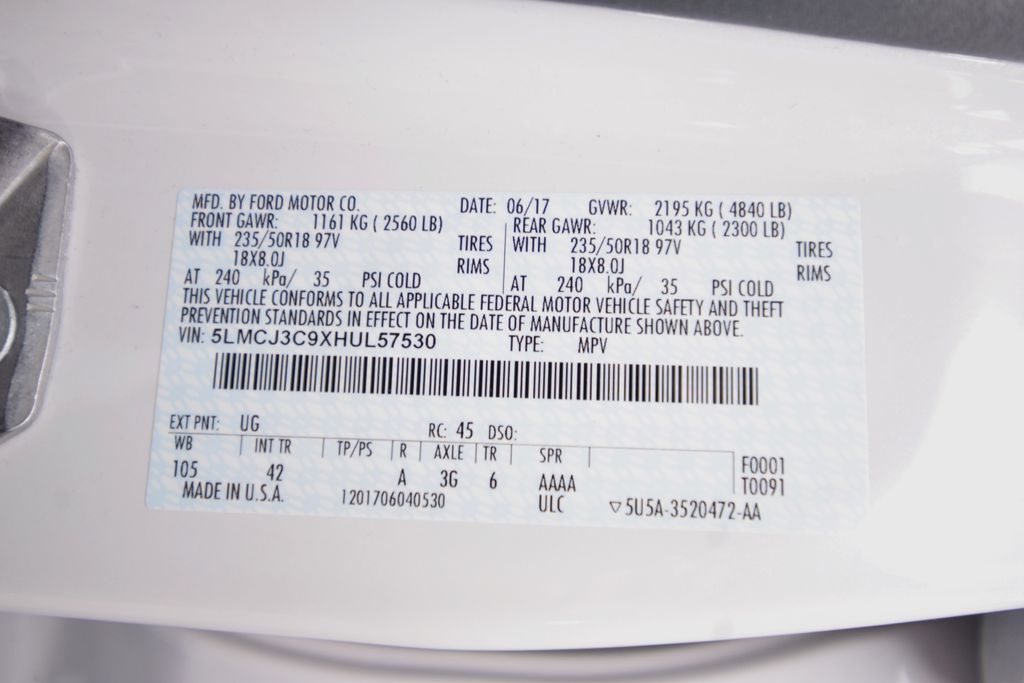 MFD. BY FORD MOTOR CO. DATE: 06/17 GVWR: 2195 KG ( 4840 LB)
FRONT GAWR: 1161 KG ( 2560 LB) REAR GAWR: 1043 KG ( 2300 LB)
WITH 235/50R18 97V TIRES WITH 235/50R18 97V TIRES
18X8.0J RIMS 18X8.0J RIMS
AT 240 kPa/ 35 PSI COLD AT 240 kPa/ 35 PSI COLD
THIS VEHICLE CONFORMS TO ALL APPLICABLE FEDERAL MOTOR VEHICLE SAFETY AND THEFT
PREVENTION STANDARDS IN EFFECT ON THE DATE OF MANUFACTURE SHOWN ABOVE.
VIN: 5LMCJ3C9XHUL57530 TYPE: MPV
EXT PNT: UG RC: 45 DSO:
WB INT TR TP/PS R AXLE TR SPR F0001
105 42 A 3G 6 AAAA T0091
MADE IN U.S.A. 1201706040530 ULC ▽5U5A-3520472-AA